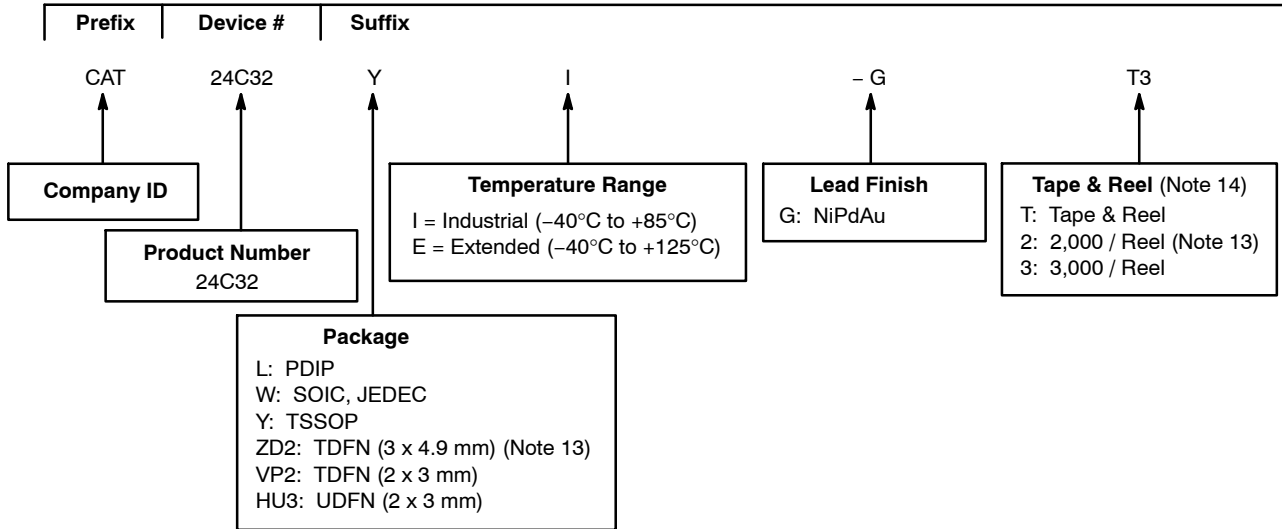 Prefix Device # Suffix
CAT 24C32 Y I – G T3
Company ID
Product Number
24C32
Temperature Range
I = Industrial (−40°C to +85°C)
E = Extended (−40°C to +125°C)
Lead Finish
G: NiPdAu
Tape & Reel (Note 14)
T: Tape & Reel
2: 2,000 / Reel (Note 13)
3: 3,000 / Reel
Package
L: PDIP
W: SOIC, JEDEC
Y: TSSOP
ZD2: TDFN (3 x 4.9 mm) (Note 13)
VP2: TDFN (2 x 3 mm)
HU3: UDFN (2 x 3 mm)